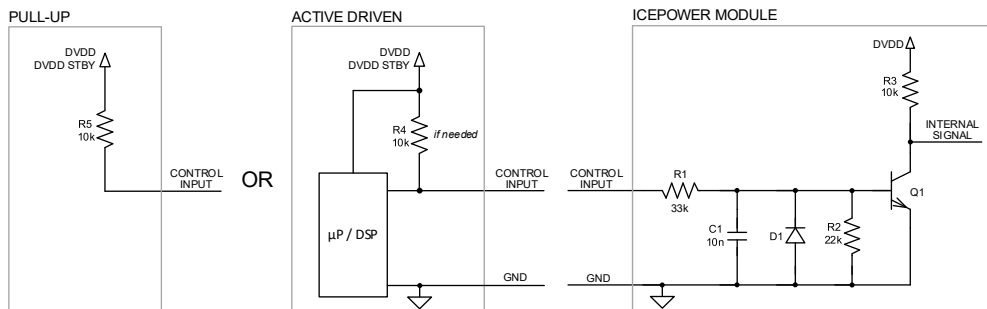 PULL-UP
DVDD
DVDD STBY
R5
10k
CONTROL
INPUT
OR
ACTIVE DRIVEN
DVDD
DVDD STBY
R4
10k
if needed
µP / DSP
CONTROL
INPUT
GND
ICEPOWER MODULE
CONTROL
INPUT
R1
33k
C1
10n
D1
R2
22k
DVDD
R3
10k
INTERNAL
SIGNAL
Q1
GND